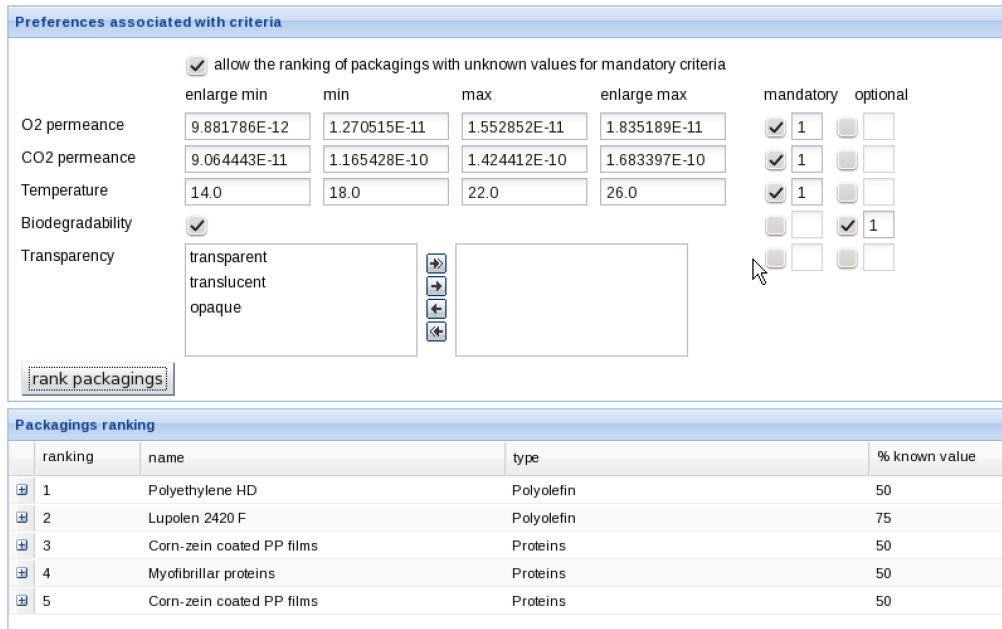 Preferences associated with criteria
allow the ranking of packagings with unknown values for mandatory criteria
enlarge min min max enlarge max mandatory optional
O2 permeance 9.881786E-12 1.270515E-11 1.552852E-11 1.835189E-11 1
CO2 permeance 9.064443E-11 1.165428E-10 1.424412E-10 1.683397E-10 1
Temperature 14.0 18.0 22.0 26.0 1
Biodegradability 1
Transparency transparent
translucent
opaque
rank packagings
Packagings ranking
ranking name type % known value
1 Polyethylene HD Polyolefin 50
2 Lupolen 2420 F Polyolefin 75
3 Corn-zein coated PP films Proteins 50
4 Myofibrillar proteins Proteins 50
5 Corn-zein coated PP films Proteins 50